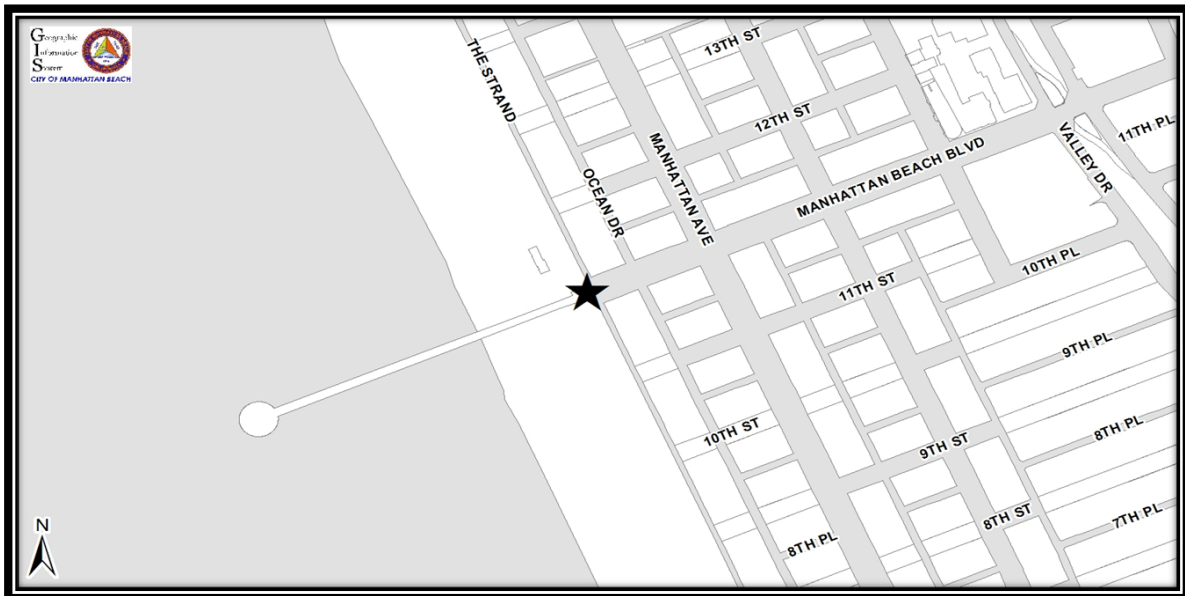 Geographic
Information
System
CITY OF MANHATTAN BEACH
THE STRAND
13TH ST
12TH ST
MANHATTAN AVE
OCEAN DR
MANHATTAN BEACH BLVD
VALLEY DR
11TH PL
10TH PL
11TH ST
9TH PL
10TH ST
9TH ST
8TH PL
8TH ST
7TH PL
8TH PL
N